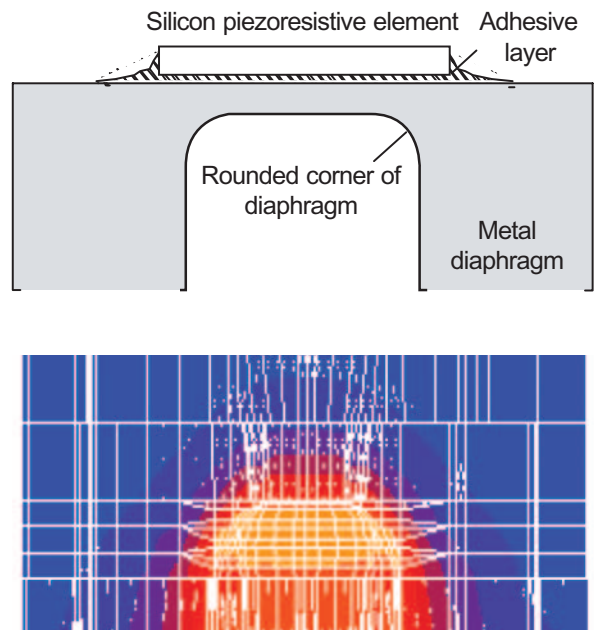 Silicon piezoresistive element
Adhesive
layer
Rounded corner of
diaphragm
Metal
diaphragm